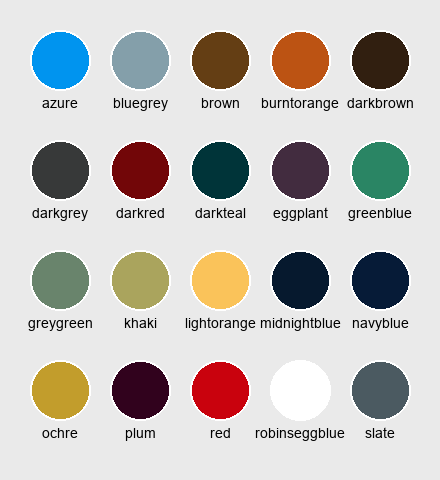 azure bluegrey brown burntorange darkbrown
darkgrey darkred darkteal eggplant greenblue
greygreen khaki lightorange midnightblue navyblue
ochre plum red robinseggblue slate